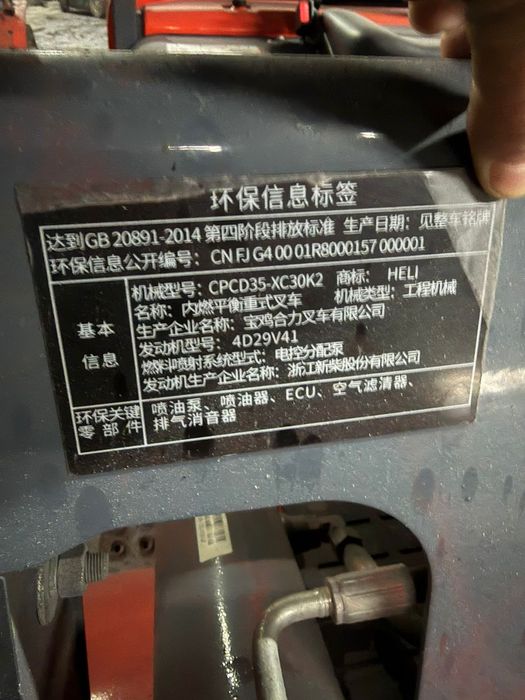 环保信息标签
达到GB 20891-2014 第四阶段排放标准 生产日期：见整车铭牌
环保信息公开编号：CN FJ G4 00 01R8000157 000001
基本信息
机械型号：CPCD35-XC30K2 商标：HELI
名称：内燃平衡重式叉车 机械类型：工程机械
生产企业名称：宝鸡合力叉车有限公司
发动机型号：4D29V41
燃料喷射系统型式：电控分配泵
发动机生产企业名称：浙江新柴股份有限公司
环保关键零部件
喷油泵、喷油器、ECU、空气滤清器、
排气消音器